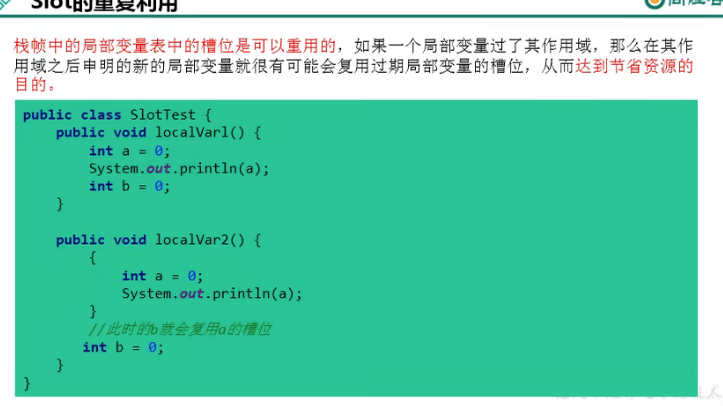 Slot的重复利用
栈帧中的局部变量表中的槽位是可以重用的，如果一个局部变量过了其作用域，那么在其作
用域之后申明的新的局部变量就很有可能会复用过期局部变量的槽位，从而达到节省资源的
目的。
public class SlotTest {
    public void localVarl() {
        int a = 0;
        System.out.println(a);
        int b = 0;
    }
    public void localVar2() {
        {
            int a = 0;
            System.out.println(a);
        }
        //此时的b就会复用a的槽位
        int b = 0;
    }
}